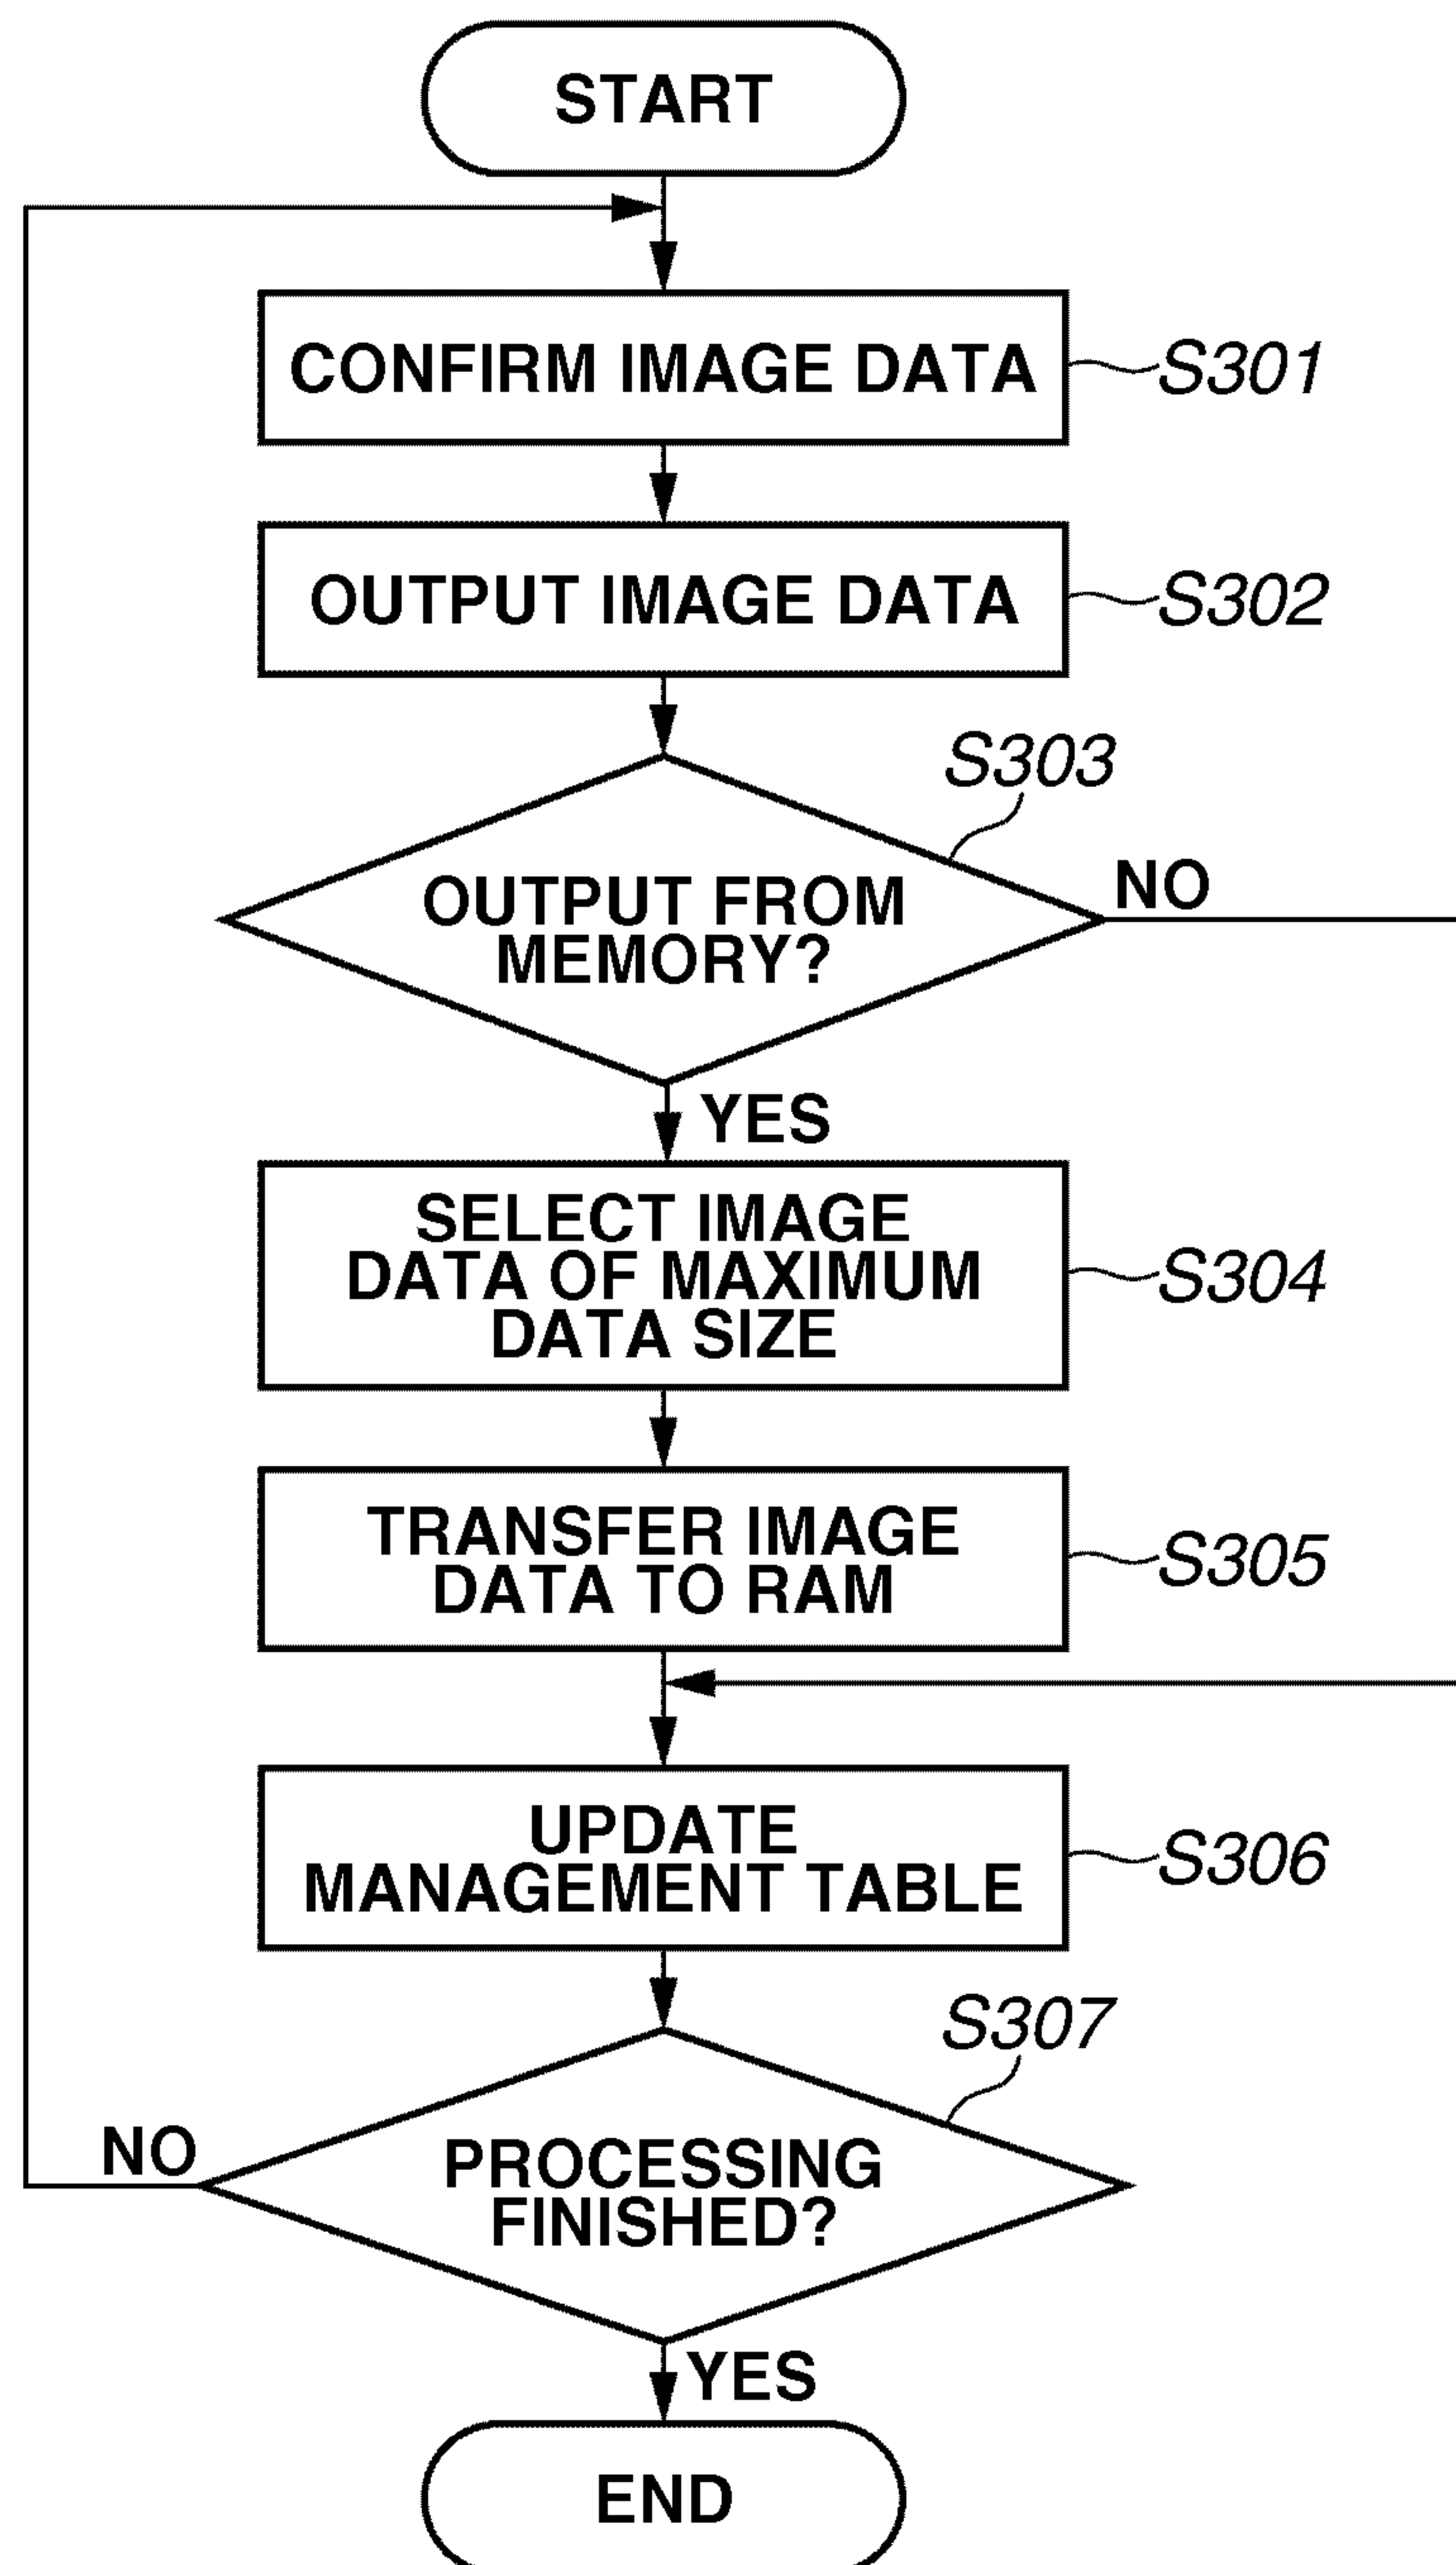 START
CONFIRM IMAGE DATA
S301
OUTPUT IMAGE DATA
S302
S303
OUTPUT FROM
MEMORY?
NO
YES
SELECT IMAGE
DATA OF MAXIMUM
DATA SIZE
S304
TRANSFER IMAGE
DATA TO RAM
S305
UPDATE
MANAGEMENT TABLE
S306
S307
PROCESSING
FINISHED?
NO
YES
END